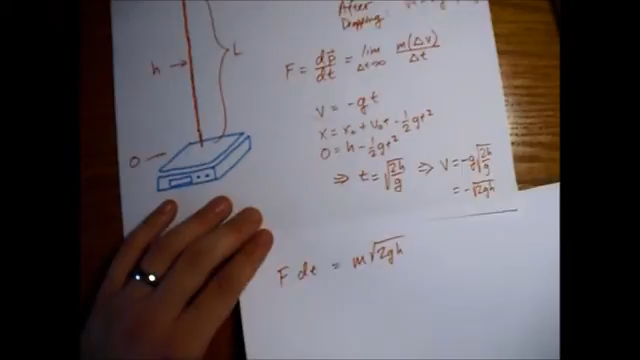 After
Dropping:
h →
L
F = dp⃗/dt = lim Δt→∞ m(Δv)/Δt
V = -gt
x = x₀ + v₀t - ½gt²
0 = h - ½gt²
⇒ t = √(2h/g) ⇒ V = -g√(2h/g)
= -√2gh
0 —
F dt = m√2gh